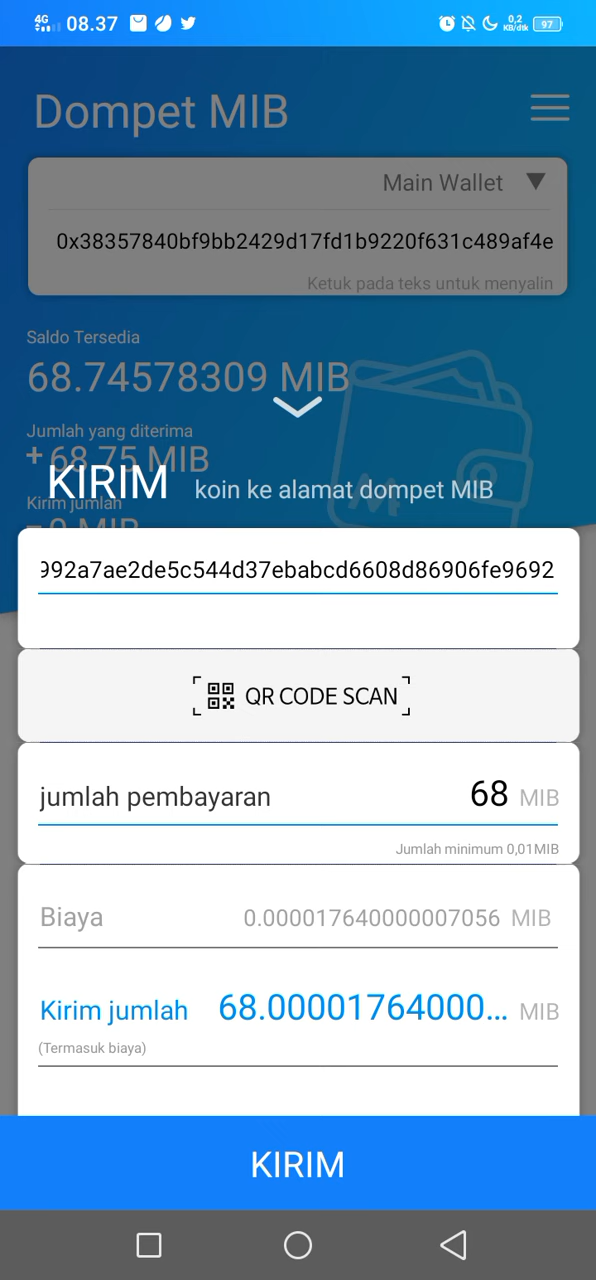 4G 08.37 0,2 KB/dtk 97
Dompet MIB
Main Wallet
0x38357840bf9bb2429d17fd1b9220f631c489af4e
Ketuk pada teks untuk menyalin
Saldo Tersedia
68.74578309 MIB
Jumlah yang diterima
+68.75 MIB
KIRIM koin ke alamat dompet MIB
Kirim jumlah
-0 MIB
992a7ae2de5c544d37ebabcd6608d86906fe9692
QR CODE SCAN
jumlah pembayaran 68 MIB
Jumlah minimum 0,01MIB
Biaya 0.000017640000007056 MIB
Kirim jumlah 68.00001764000... MIB
(Termasuk biaya)
KIRIM